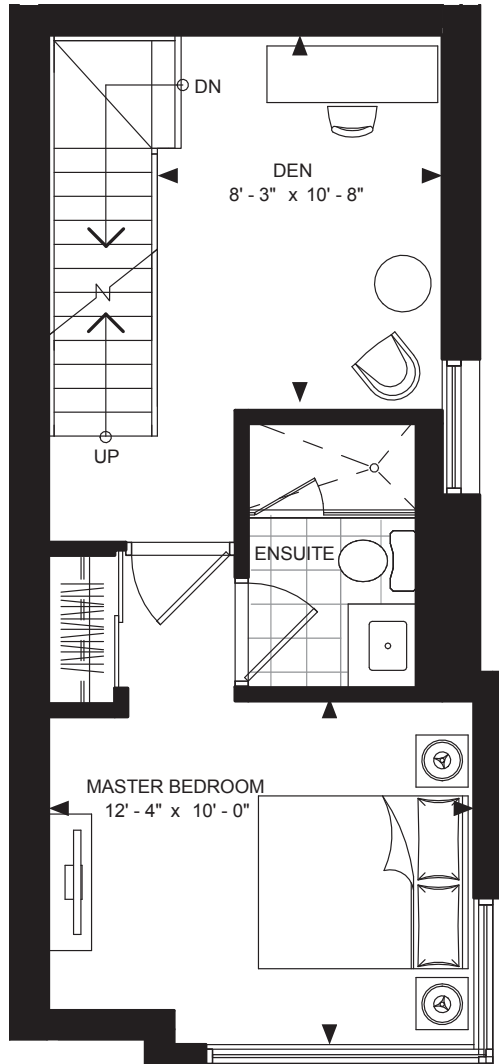 DN
DEN
8' - 3" x 10' - 8"
UP
ENSUITE
MASTER BEDROOM
12' - 4" x 10' - 0"